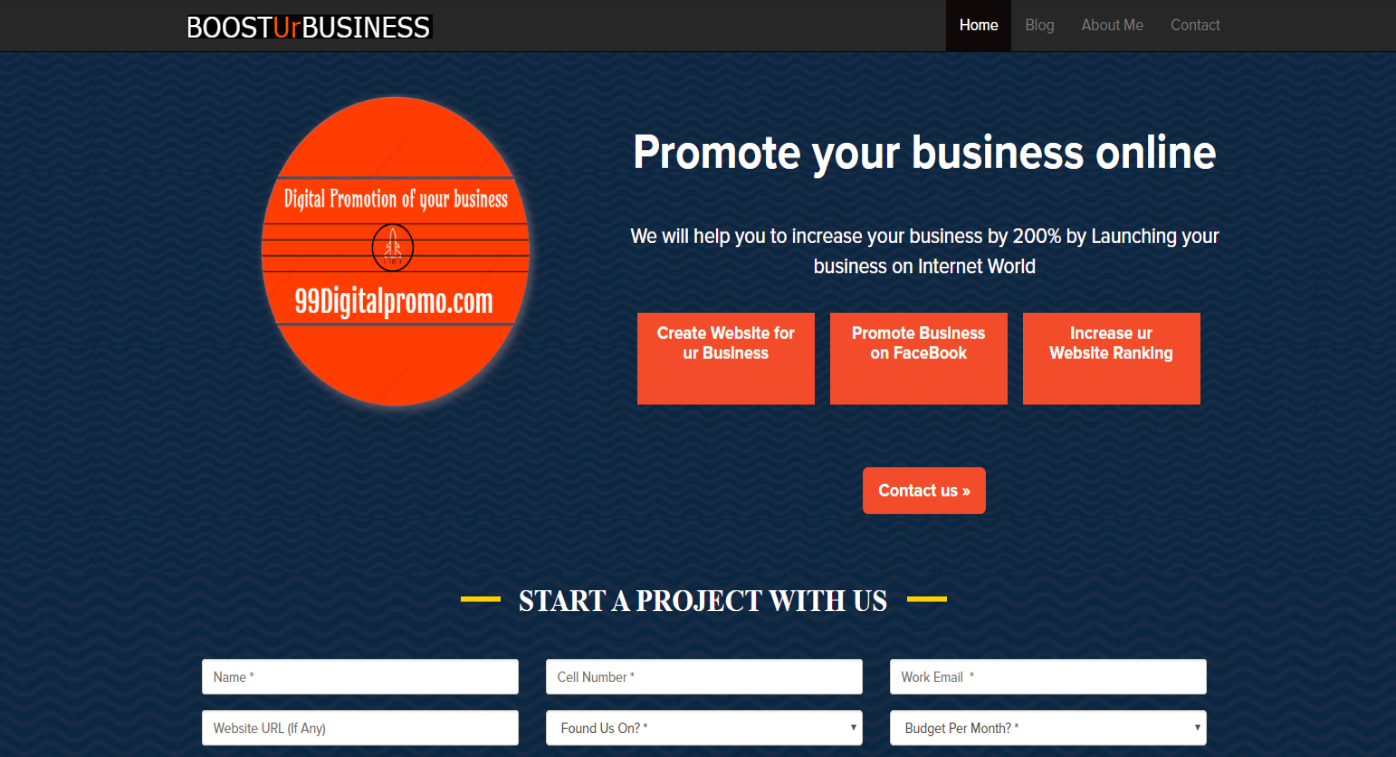 BOOSTUrBUSINESS
Home
Blog
About Me
Contact
Digital Promotion of your business
99Digitalpromo.com
Promote your business online
We will help you to increase your business by 200% by Launching your
business on Internet World
Create Website for
ur Business
Promote Business
on FaceBook
Increase ur
Website Ranking
Contact us »
START A PROJECT WITH US
Name *
Cell Number *
Work Email *
Website URL (If Any)
Found Us On? *
Budget Per Month? *